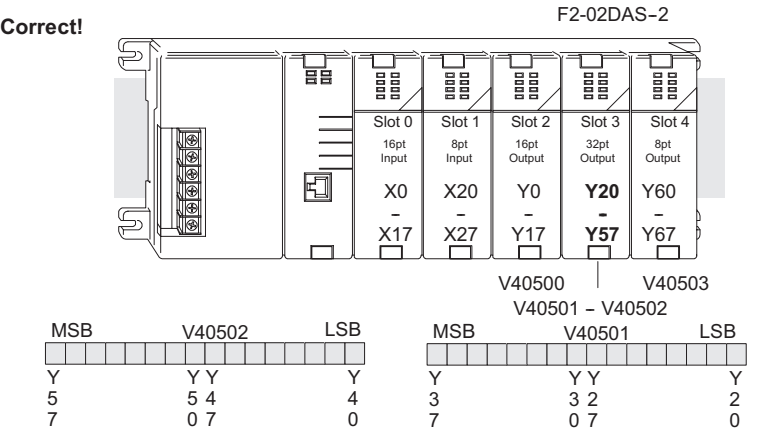 F2-02DAS-2
Correct!
Slot 0 Slot 1 Slot 2 Slot 3 Slot 4
16pt 8pt 16pt 32pt 8pt
Input Input Output Output Output
X0 X20 Y0 Y20 Y60
- - - - -
X17 X27 Y17 Y57 Y67
V40500 V40503
V40501 - V40502
MSB V40502 LSB MSB V40501 LSB
Y Y Y Y Y Y Y Y
5 5 4 4 3 3 2 2
7 0 7 0 7 0 7 0